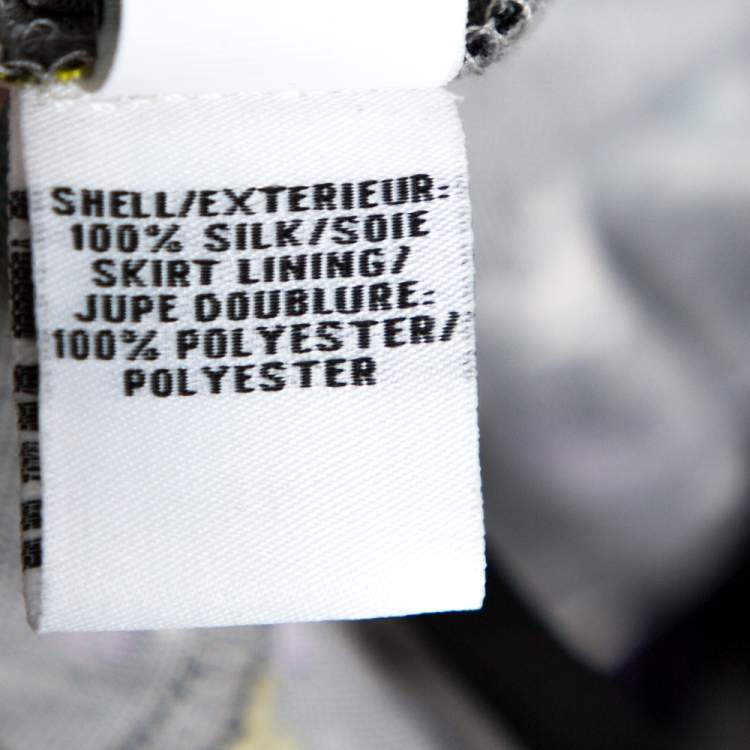 SHELL/EXTERIEUR:
100% SILK/SOIE
SKIRT LINING/
JUPE DOUBLURE:
100% POLYESTER/
POLYESTER